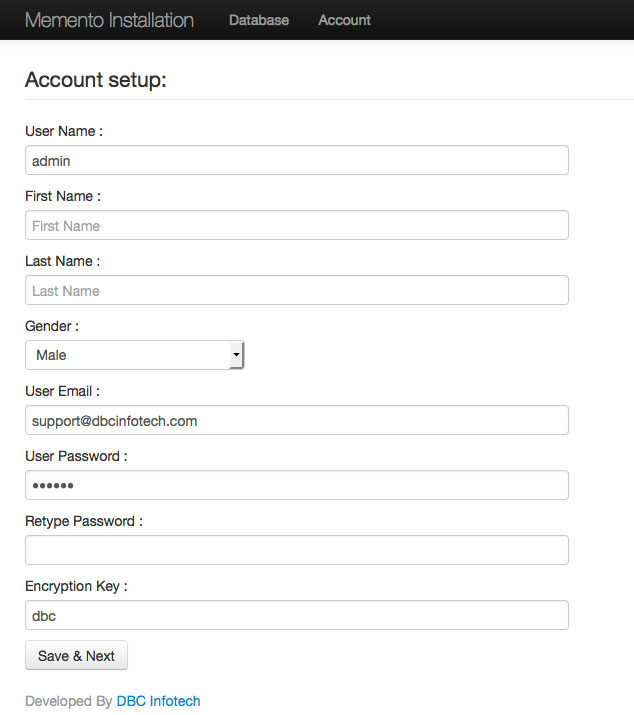 Memento Installation Database Account
Account setup:
User Name :
admin
First Name :
First Name
Last Name :
Last Name
Gender :
Male
User Email :
support@dbcinfotech.com
User Password :
••••••
Retype Password :
Encryption Key :
dbc
Save & Next
Developed By DBC Infotech